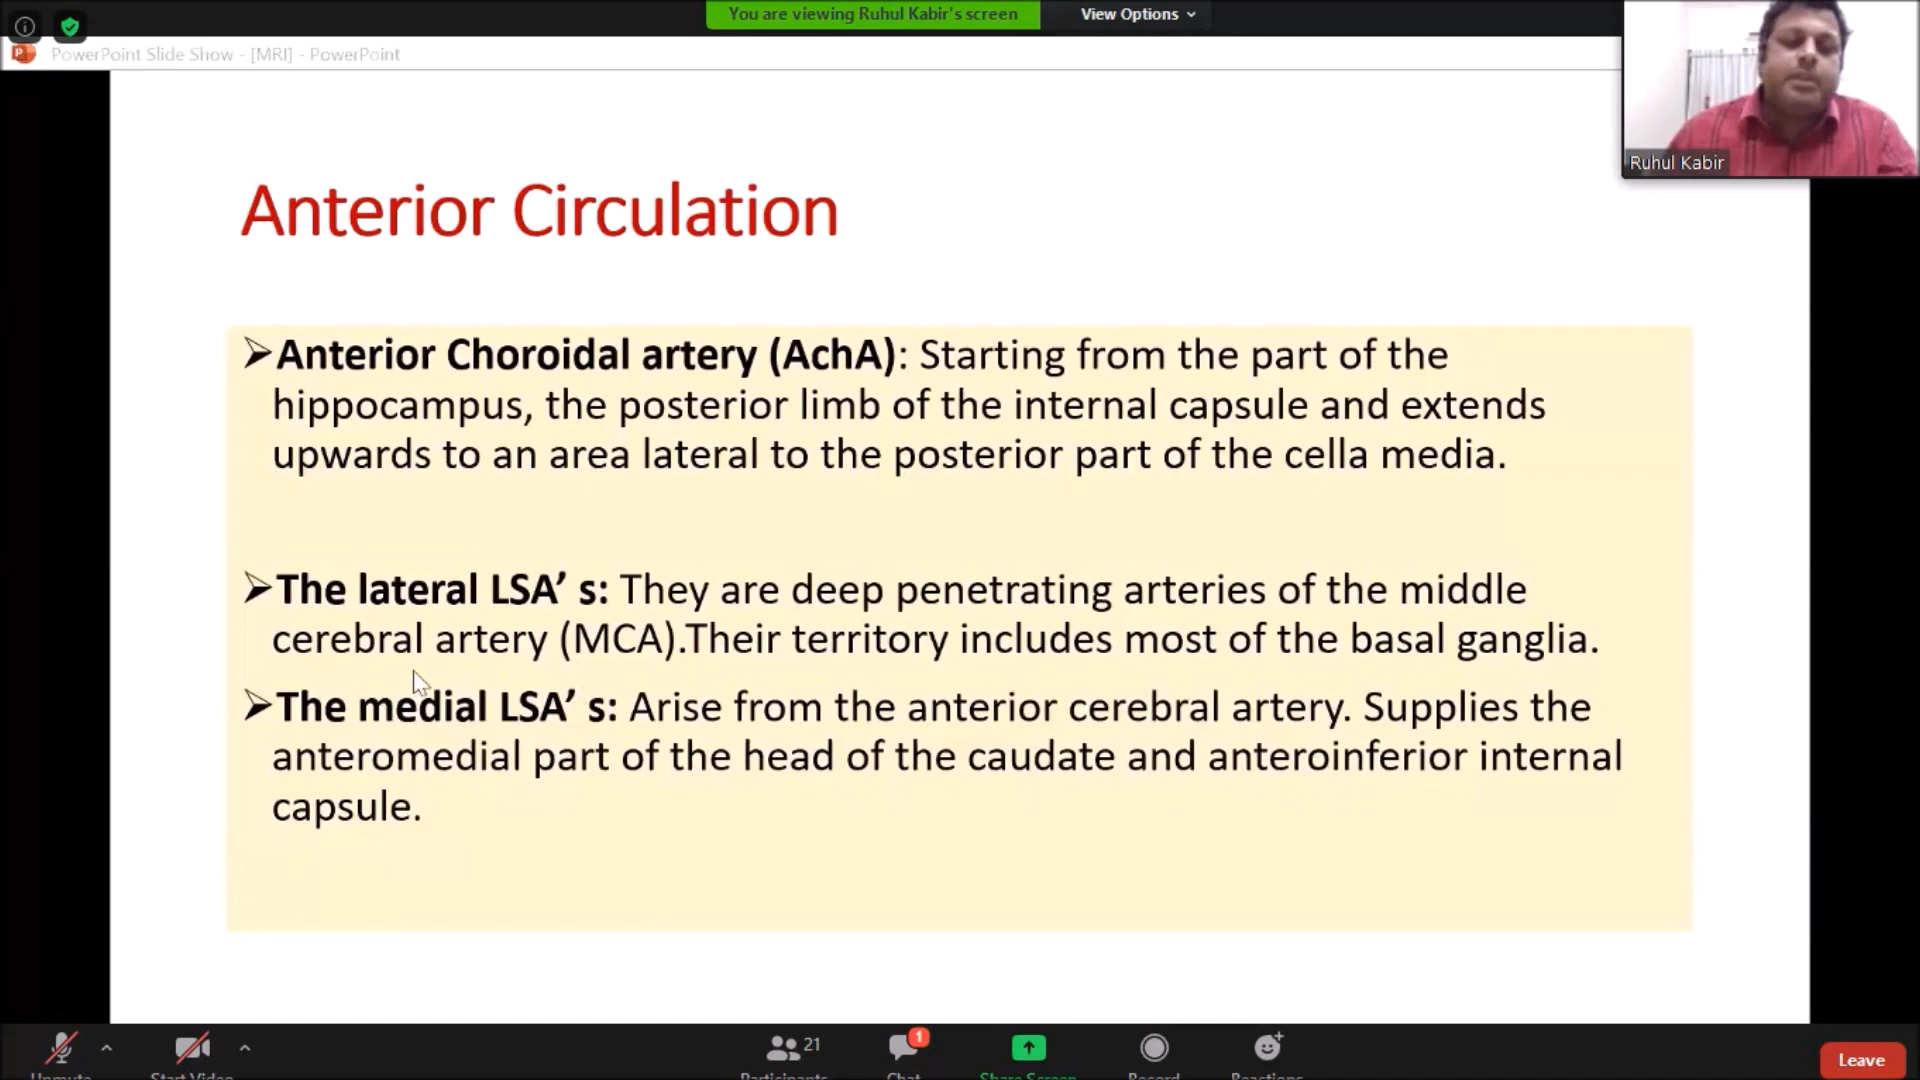 You are viewing Ruhul Kabir's screen
View Options
PowerPoint Slide Show - [MRI] - PowerPoint
Ruhul Kabir
Anterior Circulation
➢Anterior Choroidal artery (AchA): Starting from the part of the
hippocampus, the posterior limb of the internal capsule and extends
upwards to an area lateral to the posterior part of the cella media.
➢The lateral LSA’ s: They are deep penetrating arteries of the middle
cerebral artery (MCA).Their territory includes most of the basal ganglia.
➢The medial LSA’ s: Arise from the anterior cerebral artery. Supplies the
anteromedial part of the head of the caudate and anteroinferior internal
capsule.
21
1
Leave
Unmute
Start Video
Participants
Chat
Share Screen
Record
Reactions